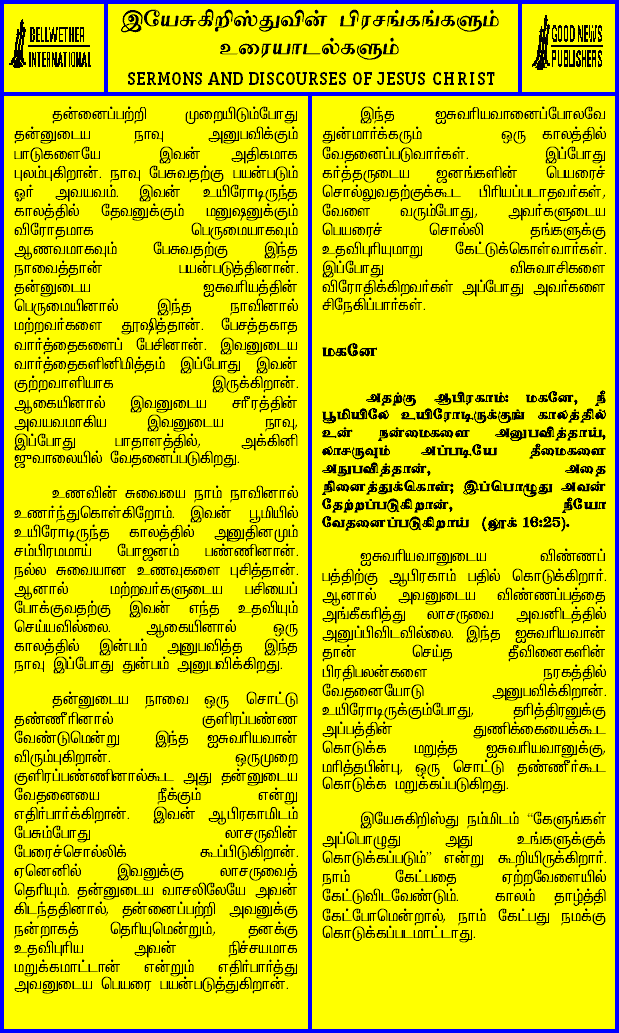 BELLWETHER
INTERNATIONAL
இயேசுகிறிஸ்துவின் பிரசங்கங்களும்
உரையாடல்களும்
SERMONS AND DISCOURSES OF JESUS CHRIST
GOOD NEWS
PUBLISHERS
தன்னைப்பற்றி முறையிடும்போது
தன்னுடைய நாவு அனுபவிக்கும்
பாடுகளையே இவன் அதிகமாக
புலம்புகிறான். நாவு பேசுவதற்கு பயன்படும்
ஓர் அவயவம். இவன் உயிரோடிருந்த
காலத்தில் தேவனுக்கும் மனுஷனுக்கும்
விரோதமாக பெருமையாகவும்
ஆணவமாகவும் பேசுவதற்கு இந்த
நாவைத்தான் பயன்படுத்தினான்.
தன்னுடைய ஐசுவரியத்தின்
பெருமையினால் இந்த நாவினால்
மற்றவர்களை தூஷித்தான். பேசத்தகாத
வார்த்தைகளைப் பேசினான். இவனுடைய
வார்த்தைகளினிமித்தம் இப்போது இவன்
குற்றவாளியாக இருக்கிறான்.
ஆகையினால் இவனுடைய சரீரத்தின்
அவயவமாகிய இவனுடைய நாவு,
இப்போது பாதாளத்தில், அக்கினி
ஜுவாலையில் வேதனைப்படுகிறது.
உணவின் சுவையை நாம் நாவினால்
உணர்ந்துகொள்கிறோம். இவன் பூமியில்
உயிரோடிருந்த காலத்தில் அனுதினமும்
சம்பிரமமாய் போஜனம் பண்ணினான்.
நல்ல சுவையான உணவுகளை புசித்தான்.
ஆனால் மற்றவர்களுடைய பசியைப்
போக்குவதற்கு இவன் எந்த உதவியும்
செய்யவில்லை. ஆகையினால் ஒரு
காலத்தில் இன்பம் அனுபவித்த இந்த
நாவு இப்போது துன்பம் அனுபவிக்கிறது.
தன்னுடைய நாவை ஒரு சொட்டு
தண்ணீரினால் குளிரப்பண்ண
வேண்டுமென்று இந்த ஐசுவரியவான்
விரும்புகிறான். ஒருமுறை
குளிரப்பண்ணினால்கூட அது தன்னுடைய
வேதனையை நீக்கும் என்று
எதிர்பார்க்கிறான். இவன் ஆபிரகாமிடம்
பேசும்போது லாசருவின்
பேரைச்சொல்லிக் கூப்பிடுகிறான்.
ஏனெனில் இவனுக்கு லாசருவைத்
தெரியும். தன்னுடைய வாசலிலேயே அவன்
கிடந்ததினால், தன்னைப்பற்றி அவனுக்கு
நன்றாகத் தெரியுமென்றும், தனக்கு
உதவிபுரிய அவன் நிச்சயமாக
மறுக்கமாட்டான் என்றும் எதிர்பார்த்து
அவனுடைய பெயரை பயன்படுத்துகிறான்.
இந்த ஐசுவரியவானைப்போலவே
துன்மார்க்கரும் ஒரு காலத்தில்
வேதனைப்படுவார்கள். இப்போது
கர்த்தருடைய ஜனங்களின் பெயரைச்
சொல்லுவதற்குக்கூட பிரியப்படாதவர்கள்,
வேளை வரும்போது, அவர்களுடைய
பெயரைச் சொல்லி தங்களுக்கு
உதவிபுரியுமாறு கேட்டுக்கொள்வார்கள்.
இப்போது விசுவாசிகளை
விரோதிக்கிறவர்கள் அப்போது அவர்களை
சிநேகிப்பார்கள்.
மகனே
அதற்கு ஆபிரகாம்: மகனே, நீ
பூமியிலே உயிரோடிருக்குங் காலத்தில்
உன் நன்மைகளை அனுபவித்தாய்,
லாசருவும் அப்படியே தீமைகளை
அநுபவித்தான், அதை
நினைத்துக்கொள்; இப்பொழுது அவன்
தேற்றப்படுகிறான், நீயோ
வேதனைப்படுகிறாய் (லூக் 16:25).
ஐசுவரியவானுடைய விண்ணப்
பத்திற்கு ஆபிரகாம் பதில் கொடுக்கிறார்.
ஆனால் அவனுடைய விண்ணப்பத்தை
அங்கீகரித்து லாசருவை அவனிடத்தில்
அனுப்பிவிடவில்லை. இந்த ஐசுவரியவான்
தான் செய்த தீவினைகளின்
பிரதிபலன்களை நரகத்தில்
வேதனையோடு அனுபவிக்கிறான்.
உயிரோடிருக்கும்போது, தரித்திரனுக்கு
அப்பத்தின் துணிக்கையைக்கூட
கொடுக்க மறுத்த ஐசுவரியவானுக்கு,
மரித்தபின்பு, ஒரு சொட்டு தண்ணீர்கூட
கொடுக்க மறுக்கப்படுகிறது.
இயேசுகிறிஸ்து நம்மிடம் “கேளுங்கள்
அப்பொழுது அது உங்களுக்குக்
கொடுக்கப்படும்” என்று கூறியிருக்கிறார்.
நாம் கேட்பதை ஏற்றவேளையில்
கேட்டுவிடவேண்டும். காலம் தாழ்த்தி
கேட்போமென்றால், நாம் கேட்பது நமக்கு
கொடுக்கப்படமாட்டாது.